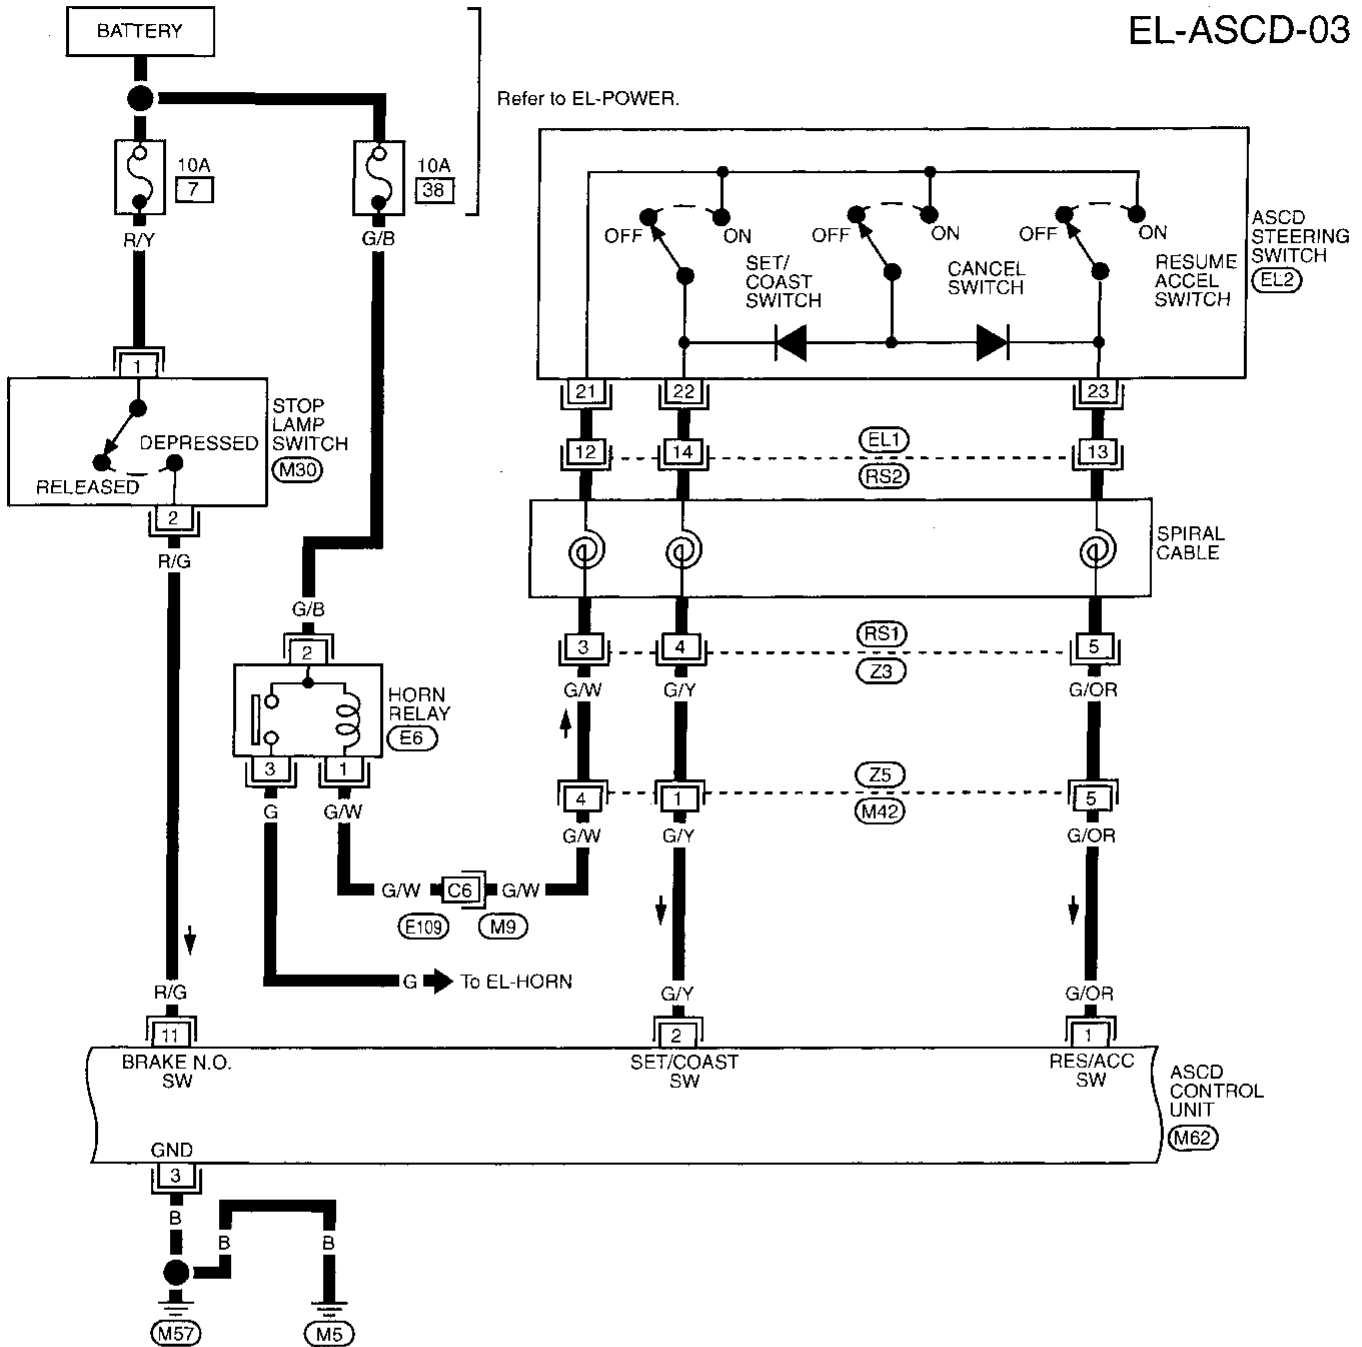 EL-ASCD-03
BATTERY
Refer to EL-POWER.
10A
7
10A
38
R/Y
G/B
OFF
ON
SET/
COAST
SWITCH
OFF
ON
CANCEL
SWITCH
OFF
ON
RESUME
ACCEL
SWITCH
ASCD
STEERING
SWITCH
EL2
1
DEPRESSED
RELEASED
STOP
LAMP
SWITCH
M30
2
R/G
21
22
23
12
14
EL1
RS2
13
SPIRAL
CABLE
G/B
2
HORN
RELAY
E6
3
1
G
G/W
3
4
RS1
Z3
5
G/W
G/Y
G/OR
4
1
Z5
M42
5
G/W
G/Y
G/OR
G/W
C6
G/W
E109
M9
G
To EL-HORN
R/G
G/Y
G/OR
11
2
1
BRAKE N.O.
SW
SET/COAST
SW
RES/ACC
SW
ASCD
CONTROL
UNIT
M62
GND
3
B
B
B
M57
M5